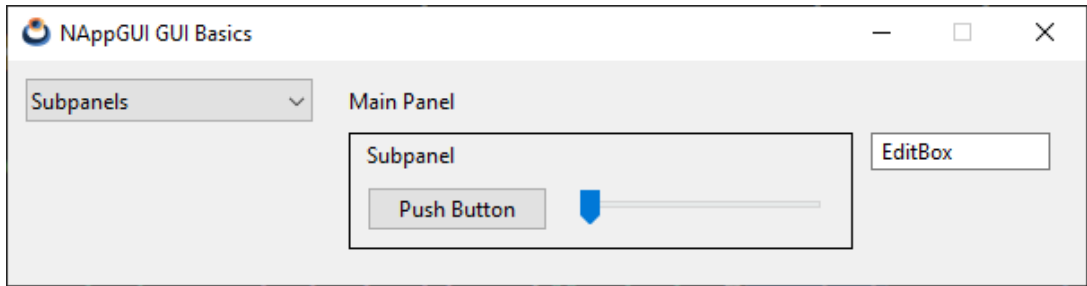 NAppGUI GUI Basics
Subpanels
Main Panel
Subpanel
EditBox
Push Button